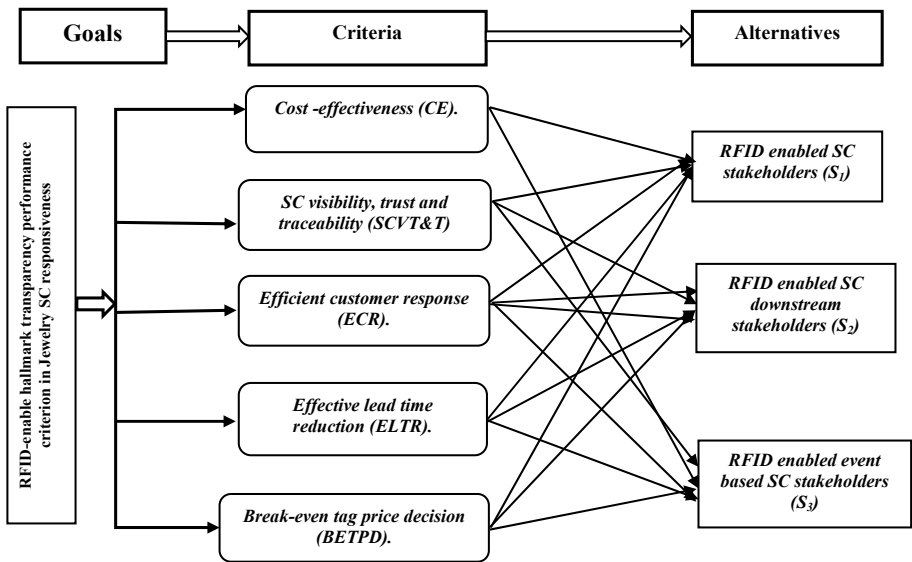 Goals
Criteria
Alternatives
RFID-enable hallmark transparency performance
criterion in Jewelry SC responsiveness
Cost -effectiveness (CE).
SC visibility, trust and
traceability (SCVT&T)
Efficient customer response
(ECR).
Effective lead time
reduction (ELTR).
Break-even tag price decision
(BETPD).
RFID enabled SC
stakeholders (S1)
RFID enabled SC
downstream
stakeholders (S2)
RFID enabled event
based SC stakeholders
(S3)